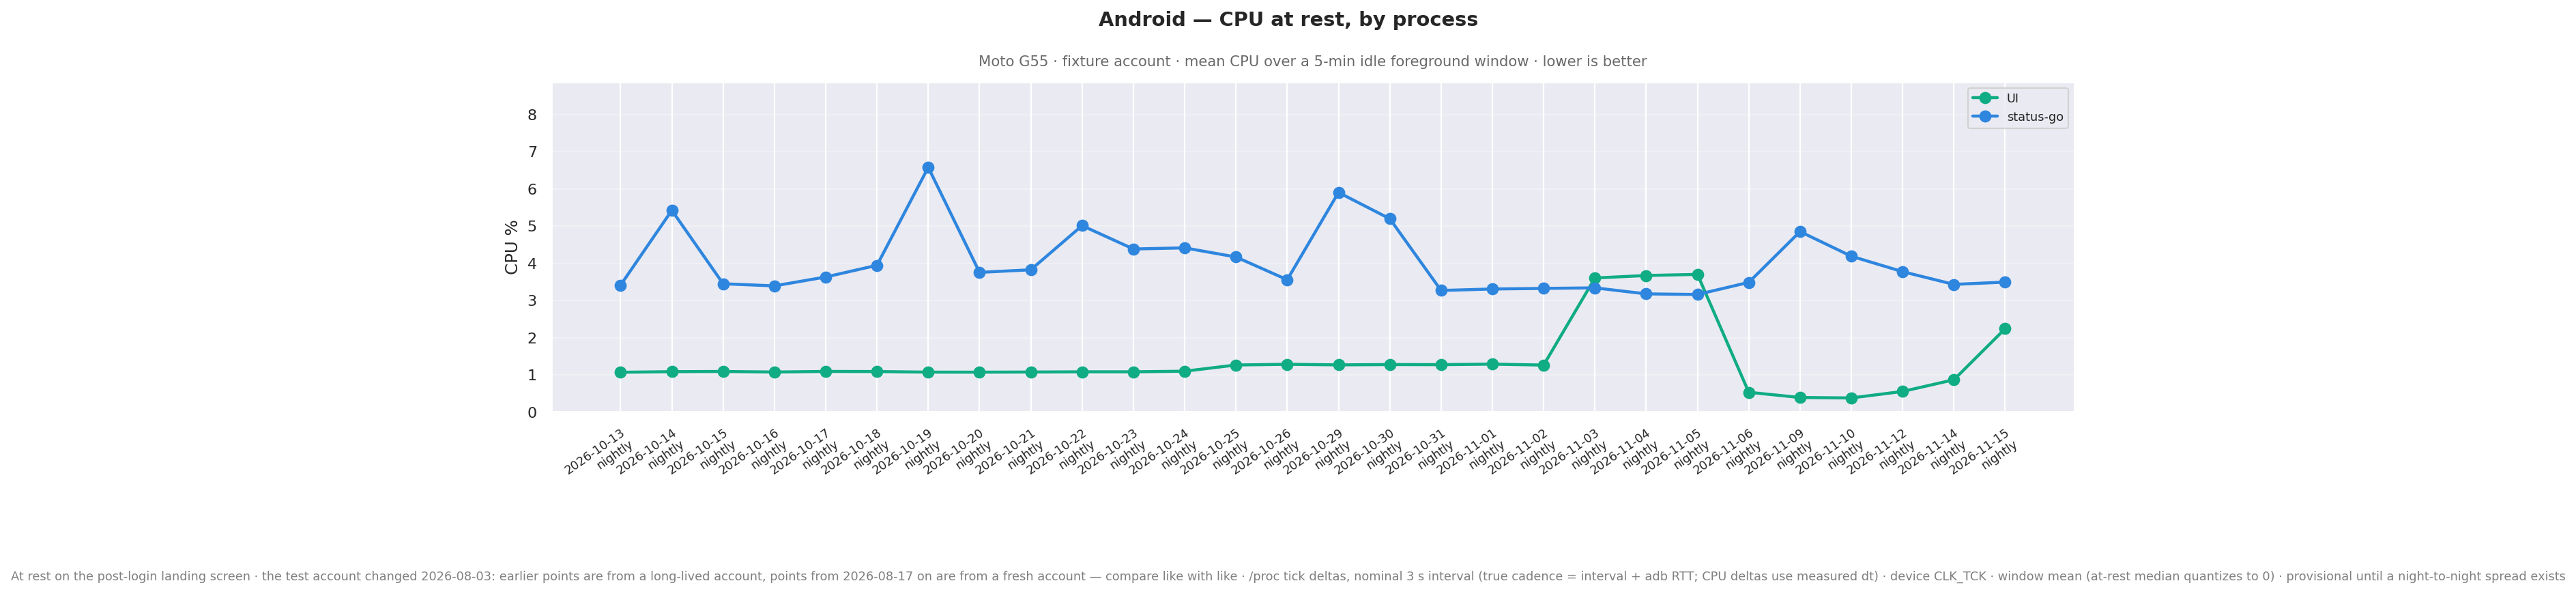 Android — CPU at rest, by process
Moto G55 · fixture account · mean CPU over a 5-min idle foreground window · lower is better
UI
status-go
CPU %
8
7
6
5
4
3
2
1
0
2026-10-13
nightly
2026-10-14
nightly
2026-10-15
nightly
2026-10-16
nightly
2026-10-17
nightly
2026-10-18
nightly
2026-10-19
nightly
2026-10-20
nightly
2026-10-21
nightly
2026-10-22
nightly
2026-10-23
nightly
2026-10-24
nightly
2026-10-25
nightly
2026-10-26
nightly
2026-10-29
nightly
2026-10-30
nightly
2026-10-31
nightly
2026-11-01
nightly
2026-11-02
nightly
2026-11-03
nightly
2026-11-04
nightly
2026-11-05
nightly
2026-11-06
nightly
2026-11-09
nightly
2026-11-10
nightly
2026-11-12
nightly
2026-11-14
nightly
2026-11-15
nightly
At rest on the post-login landing screen · the test account changed 2026-08-03: earlier points are from a long-lived account, points from 2026-08-17 on are from a fresh account — compare like with like · /proc tick deltas, nominal 3 s interval (true cadence = interval + adb RTT; CPU deltas use measured dt) · device CLK_TCK · window mean (at-rest median quantizes to 0) · provisional until a night-to-night spread exists